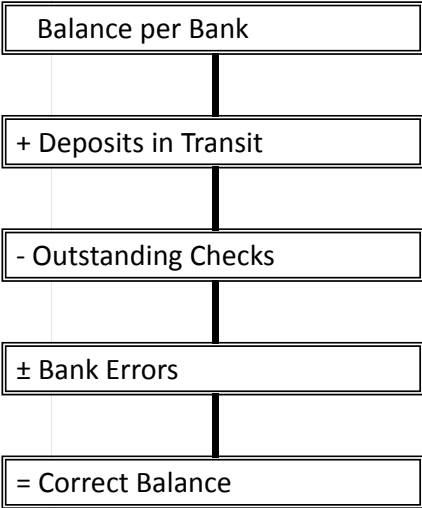 Balance per Bank
+ Deposits in Transit
- Outstanding Checks
± Bank Errors
= Correct Balance